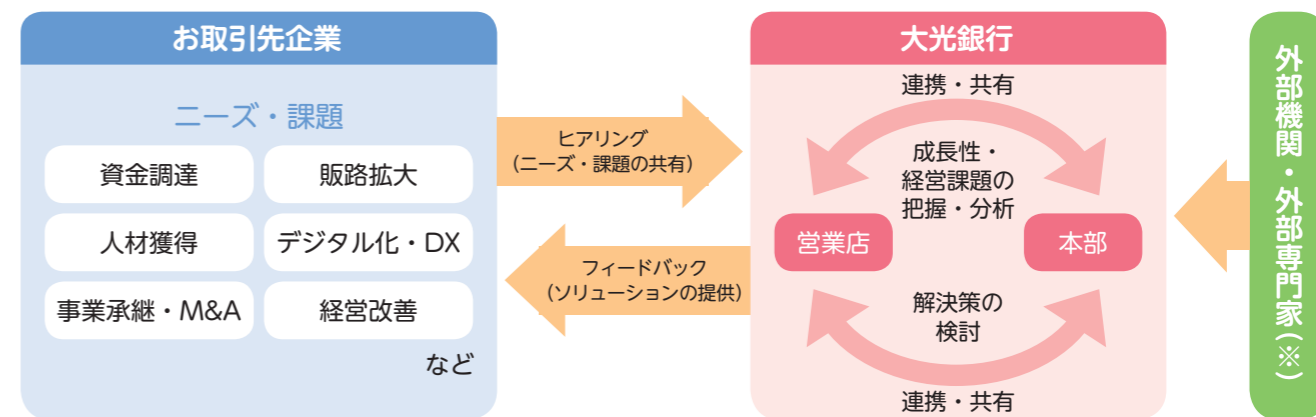 お取引先企業
ニーズ・課題
資金調達
販路拡大
人材獲得
デジタル化・DX
事業承継・M&A
経営改善
など
ヒアリング
(ニーズ・課題の共有)
フィードバック
(ソリューションの提供)
大光銀行
連携・共有
成長性・
経営課題の
把握・分析
営業店
本部
解決策の
検討
連携・共有
外部機関・外部専門家(※)